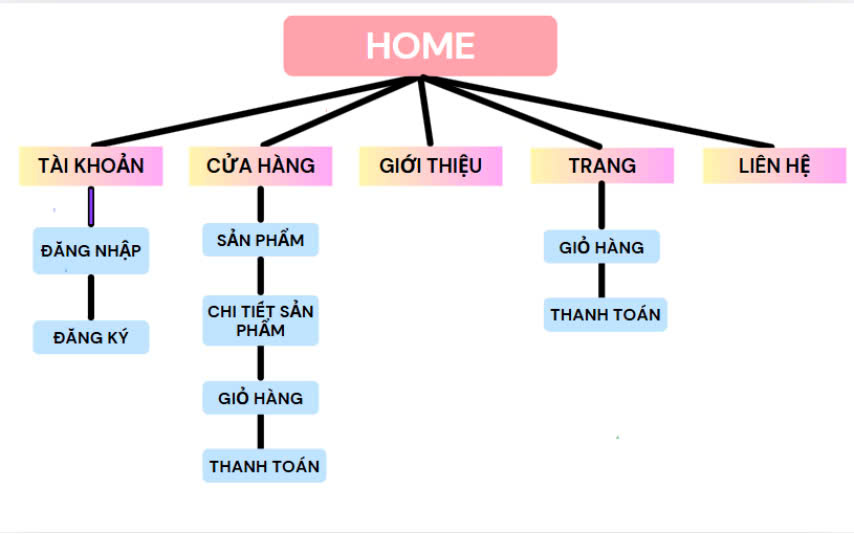 HOME
TÀI KHOẢN
CỬA HÀNG
GIỚI THIỆU
TRANG
LIÊN HỆ
ĐĂNG NHẬP
ĐĂNG KÝ
SẢN PHẨM
CHI TIẾT SẢN
PHẨM
GIỎ HÀNG
THANH TOÁN
GIỎ HÀNG
THANH TOÁN